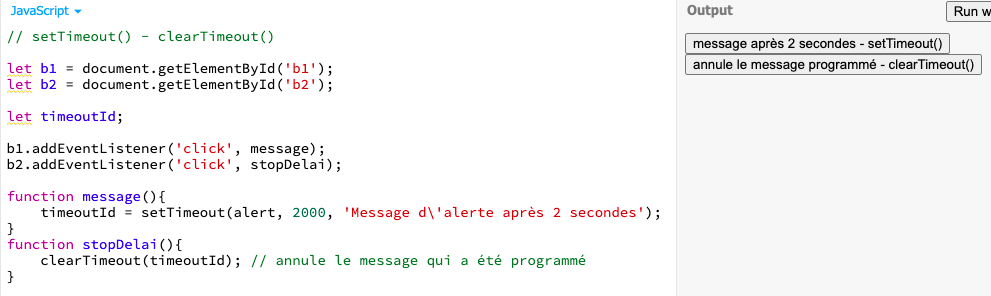 JavaScript
// setTimeout() - clearTimeout()
let b1 = document.getElementById('b1');
let b2 = document.getElementById('b2');
let timeoutId;
b1.addEventListener('click', message);
b2.addEventListener('click', stopDelai);
function message(){
    timeoutId = setTimeout(alert, 2000, 'Message d\'alerte après 2 secondes');
}
function stopDelai(){
    clearTimeout(timeoutId); // annule le message qui a été programmé
}
Output
Run w
message après 2 secondes - setTimeout()
annule le message programmé - clearTimeout()